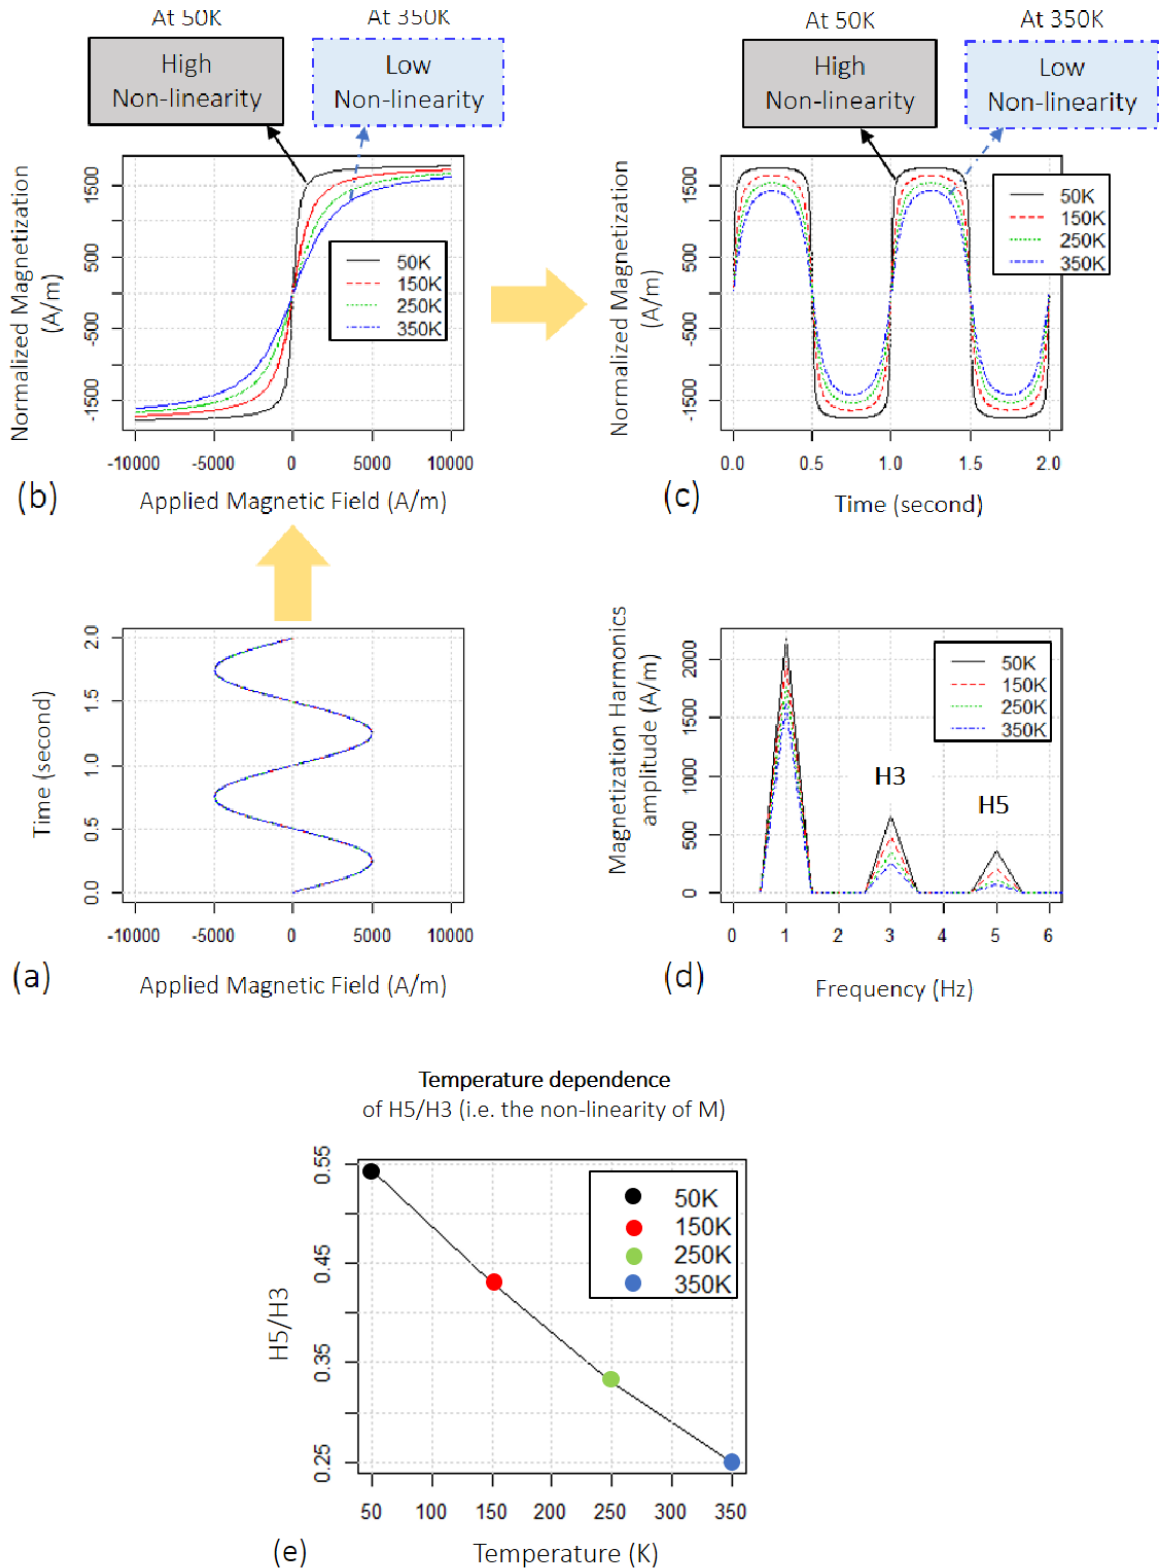 At 50K
At 350K
High
Non-linearity
Low
Non-linearity
Normalized Magnetization
(A/m)
1500
500
-500
-1500
50K
150K
250K
350K
-10000
-5000
0
5000
10000
(b)
Applied Magnetic Field (A/m)
At 50K
At 350K
High
Non-linearity
Low
Non-linearity
Normalized Magnetization
(A/m)
1500
500
-500
-1500
50K
150K
250K
350K
0.0
0.5
1.0
1.5
2.0
(c)
Time (second)
Time (second)
2.0
1.5
1.0
0.5
0.0
-10000
-5000
0
5000
10000
(a)
Applied Magnetic Field (A/m)
Magnetization Harmonics
amplitude (A/m)
2000
1500
1000
500
0
50K
150K
250K
350K
H3
H5
0
1
2
3
4
5
6
(d)
Frequency (Hz)
Temperature dependence
of H5/H3 (i.e. the non-linearity of M)
H5/H3
0.55
0.45
0.35
0.25
50K
150K
250K
350K
50
100
150
200
250
300
350
(e)
Temperature (K)